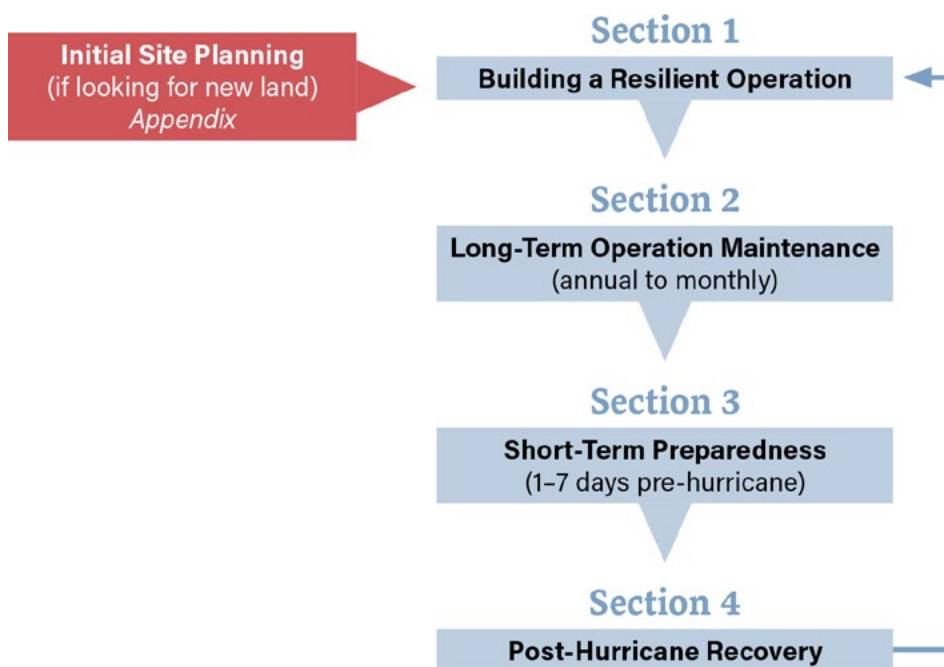 Initial Site Planning
(if looking for new land)
Appendix
Section 1
Building a Resilient Operation
Section 2
Long-Term Operation Maintenance
(annual to monthly)
Section 3
Short-Term Preparedness
(1–7 days pre-hurricane)
Section 4
Post-Hurricane Recovery